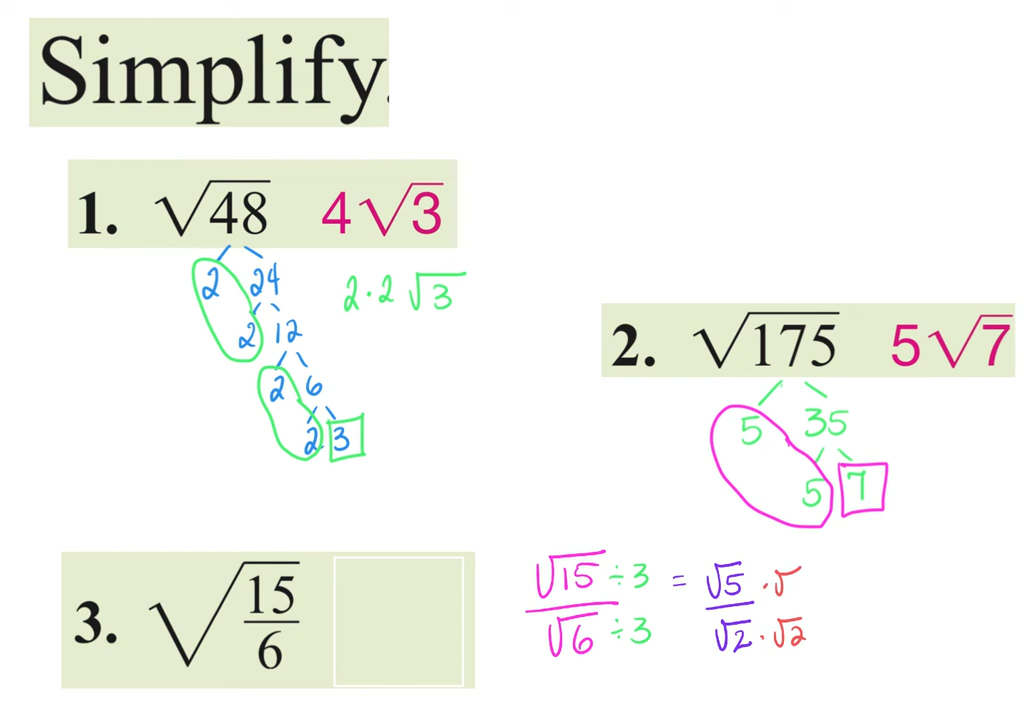 Simplify.
1. √48 4√3
2 24 2·2 √3
2 12
2 6
2 3
2. √175 5√7
5 35
5 7
3. √(15/6)
√15 ÷3 = √5 ·√
√6 ÷3 √2 ·√2